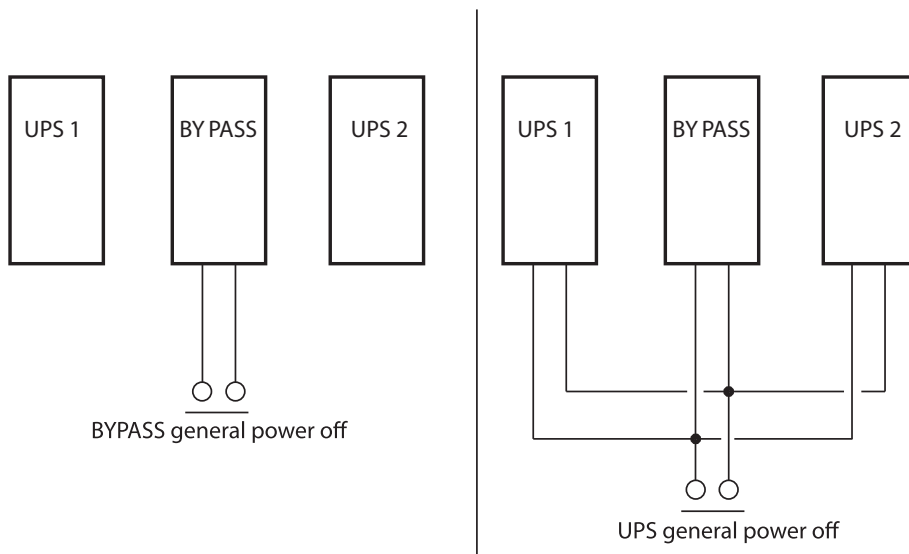 UPS 1
BY PASS
UPS 2
BYPASS general power off
UPS 1
BY PASS
UPS 2
UPS general power off